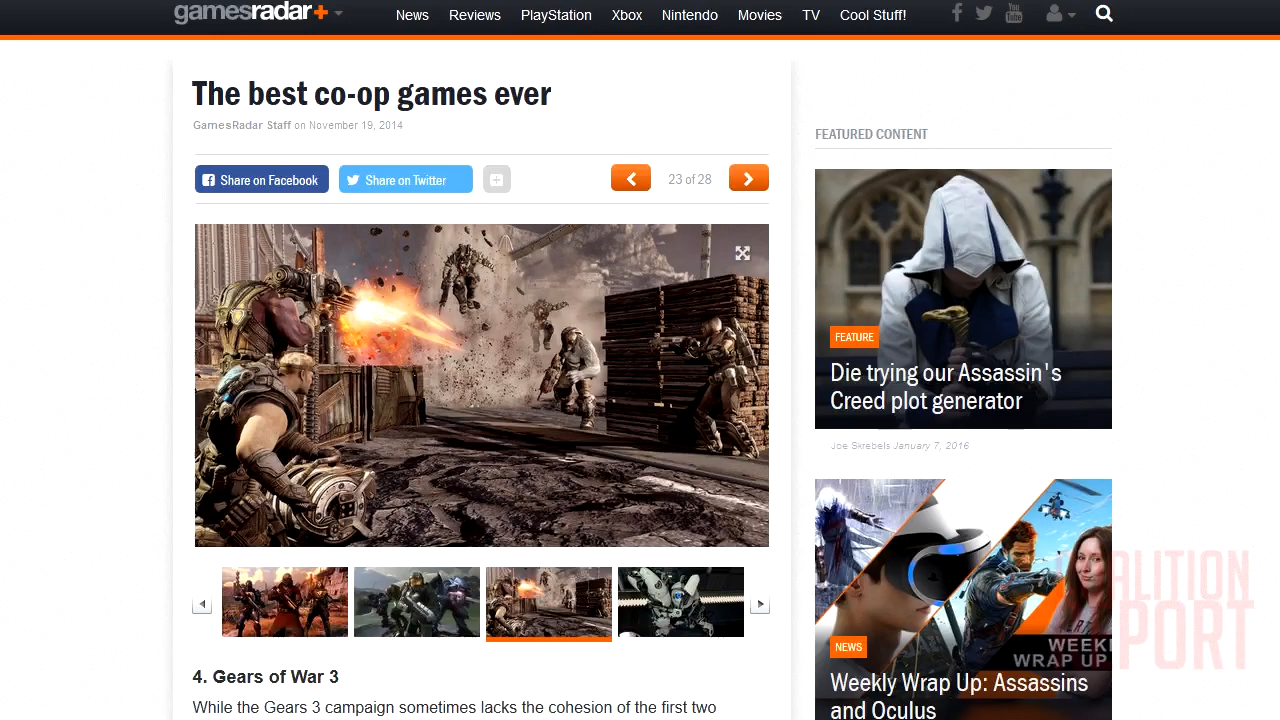 gamesradar+
News Reviews PlayStation Xbox Nintendo Movies TV Cool Stuff!
You
Tube
The best co-op games ever
GamesRadar Staff on November 19, 2014
Share on Facebook Share on Twitter 23 of 28
4. Gears of War 3
While the Gears 3 campaign sometimes lacks the cohesion of the first two
FEATURED CONTENT
FEATURE
Die trying our Assassin's
Creed plot generator
Joe Skrebels January 7, 2016
WRAP UP
NEWS
Weekly Wrap Up: Assassins
and Oculus